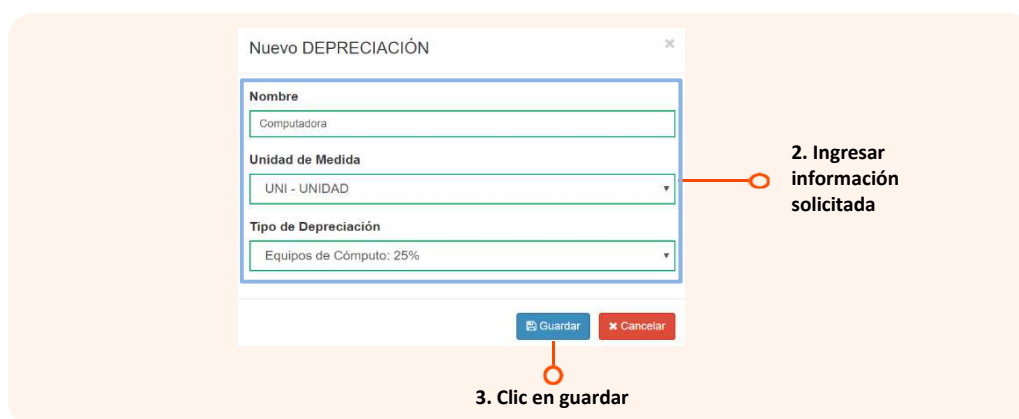 Nuevo DEPRECIACIÓN ×
Nombre
Computadora
Unidad de Medida
UNI - UNIDAD
Tipo de Depreciación
Equipos de Cómputo: 25%
2. Ingresar
información
solicitada
Guardar
Cancelar
3. Clic en guardar